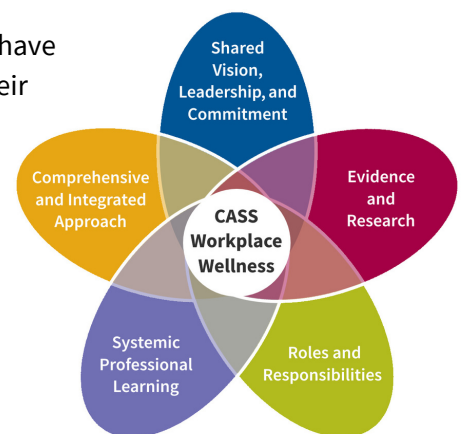 have
eir
Shared
Vision,
Leadership, and
Commitment
Comprehensive
and Integrated
Approach
Evidence
and
Research
CASS
Workplace
Wellness
Systemic
Professional
Learning
Roles and
Responsibilities